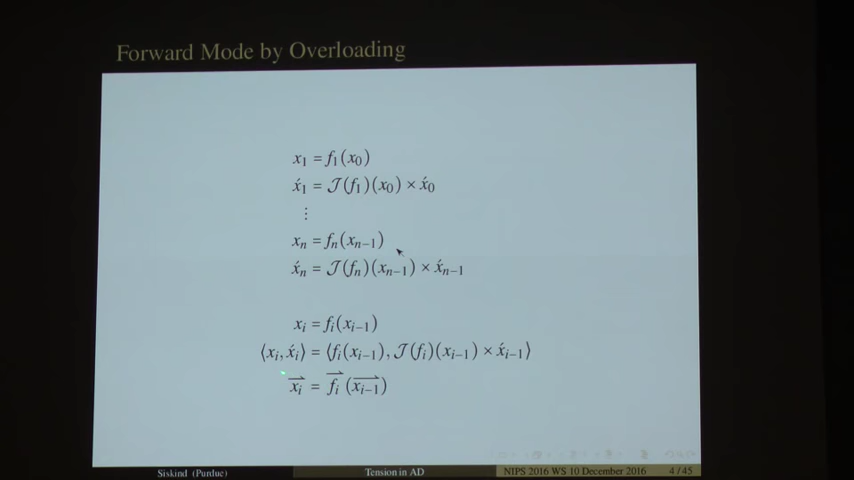 Forward Mode by Overloading
x₁ = f₁(x₀)
x́₁ = 𝒥(f₁)(x₀) × x́₀
⋮
xₙ = fₙ(xₙ₋₁)
x́ₙ = 𝒥(fₙ)(xₙ₋₁) × x́ₙ₋₁
xᵢ = fᵢ(xᵢ₋₁)
⟨xᵢ, x́ᵢ⟩ = ⟨fᵢ(xᵢ₋₁), 𝒥(fᵢ)(xᵢ₋₁) × x́ᵢ₋₁⟩
x⃗ᵢ = f⃗ᵢ (x⃗ᵢ₋₁)
Siskind (Purdue) Tension in AD NIPS 2016 WS 10 December 2016 4 / 45